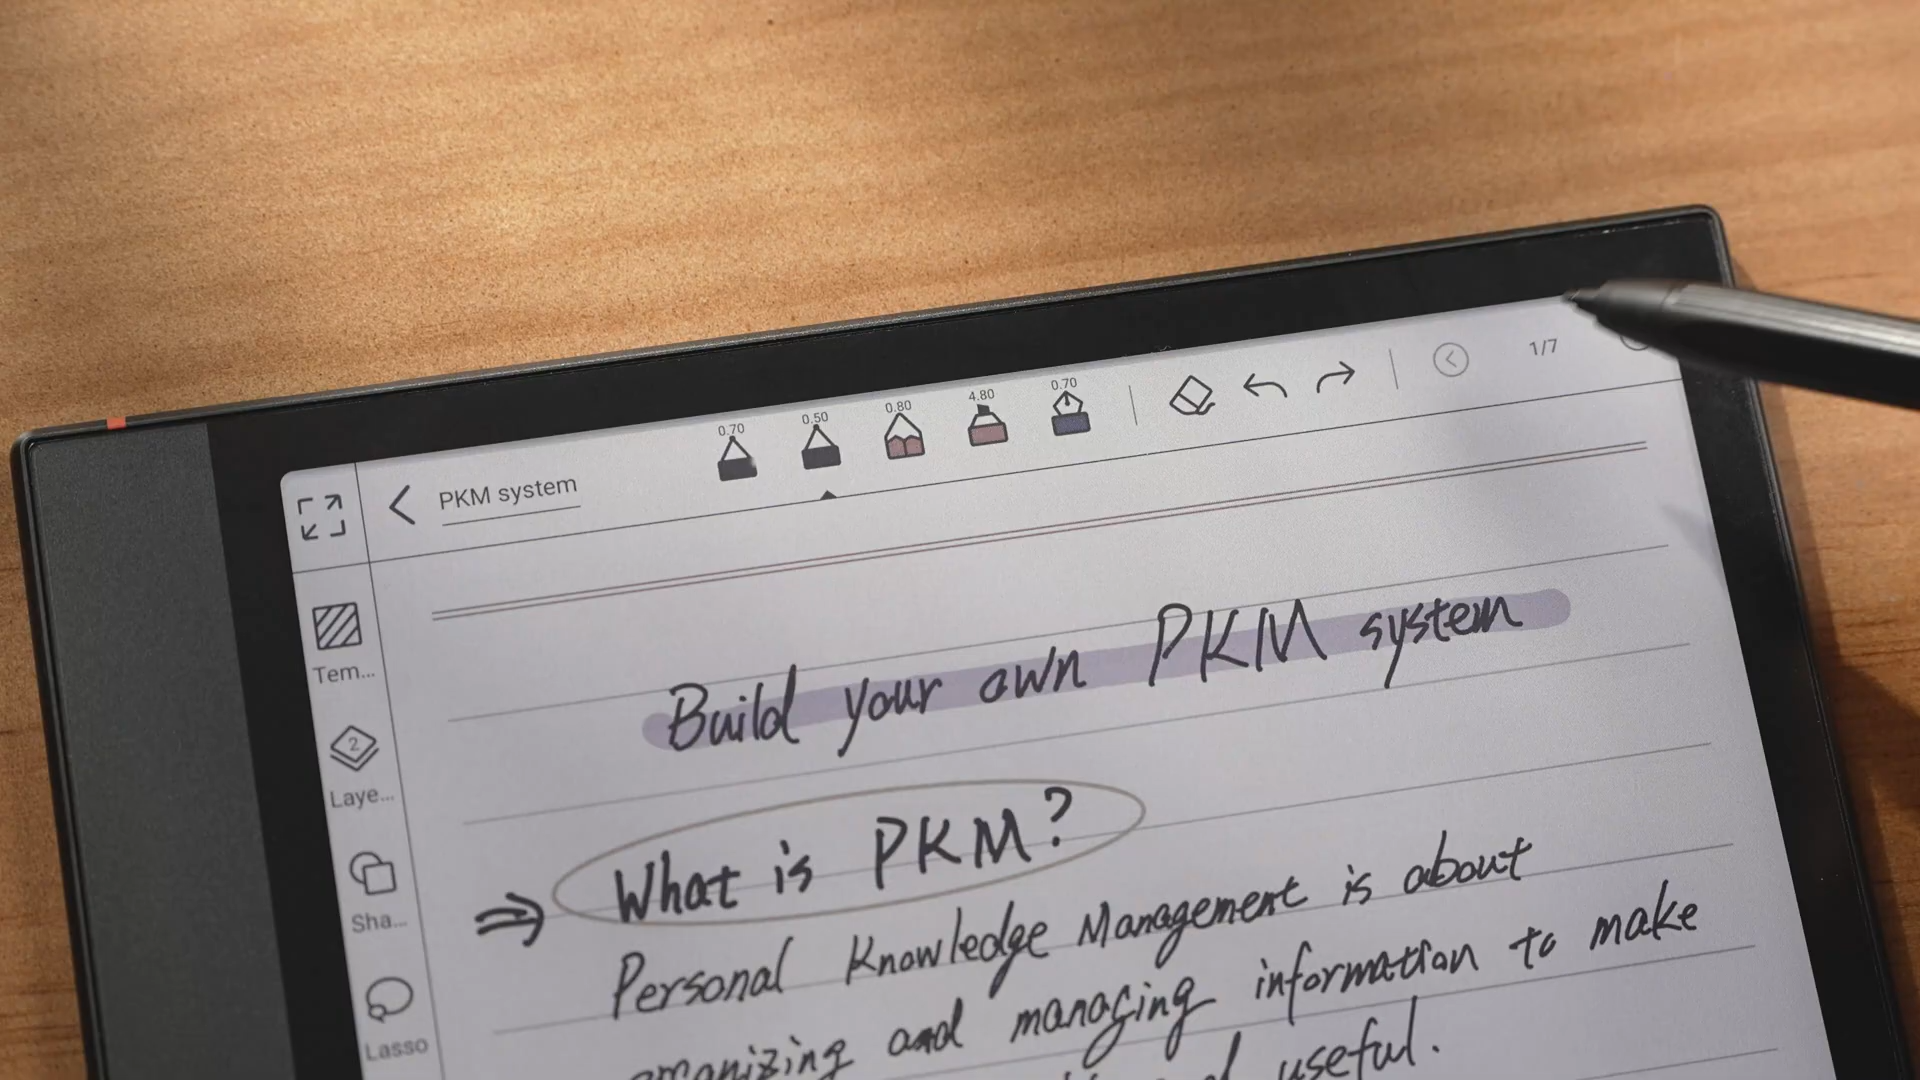 0.70 0.50 0.80 4.80 0.70
1/7
PKM system
Tem...
2
Laye...
Sha...
Lasso
Build your own PKM system
What is PKM?
Personal Knowledge Management is about
organizing and managing information to make
useful.